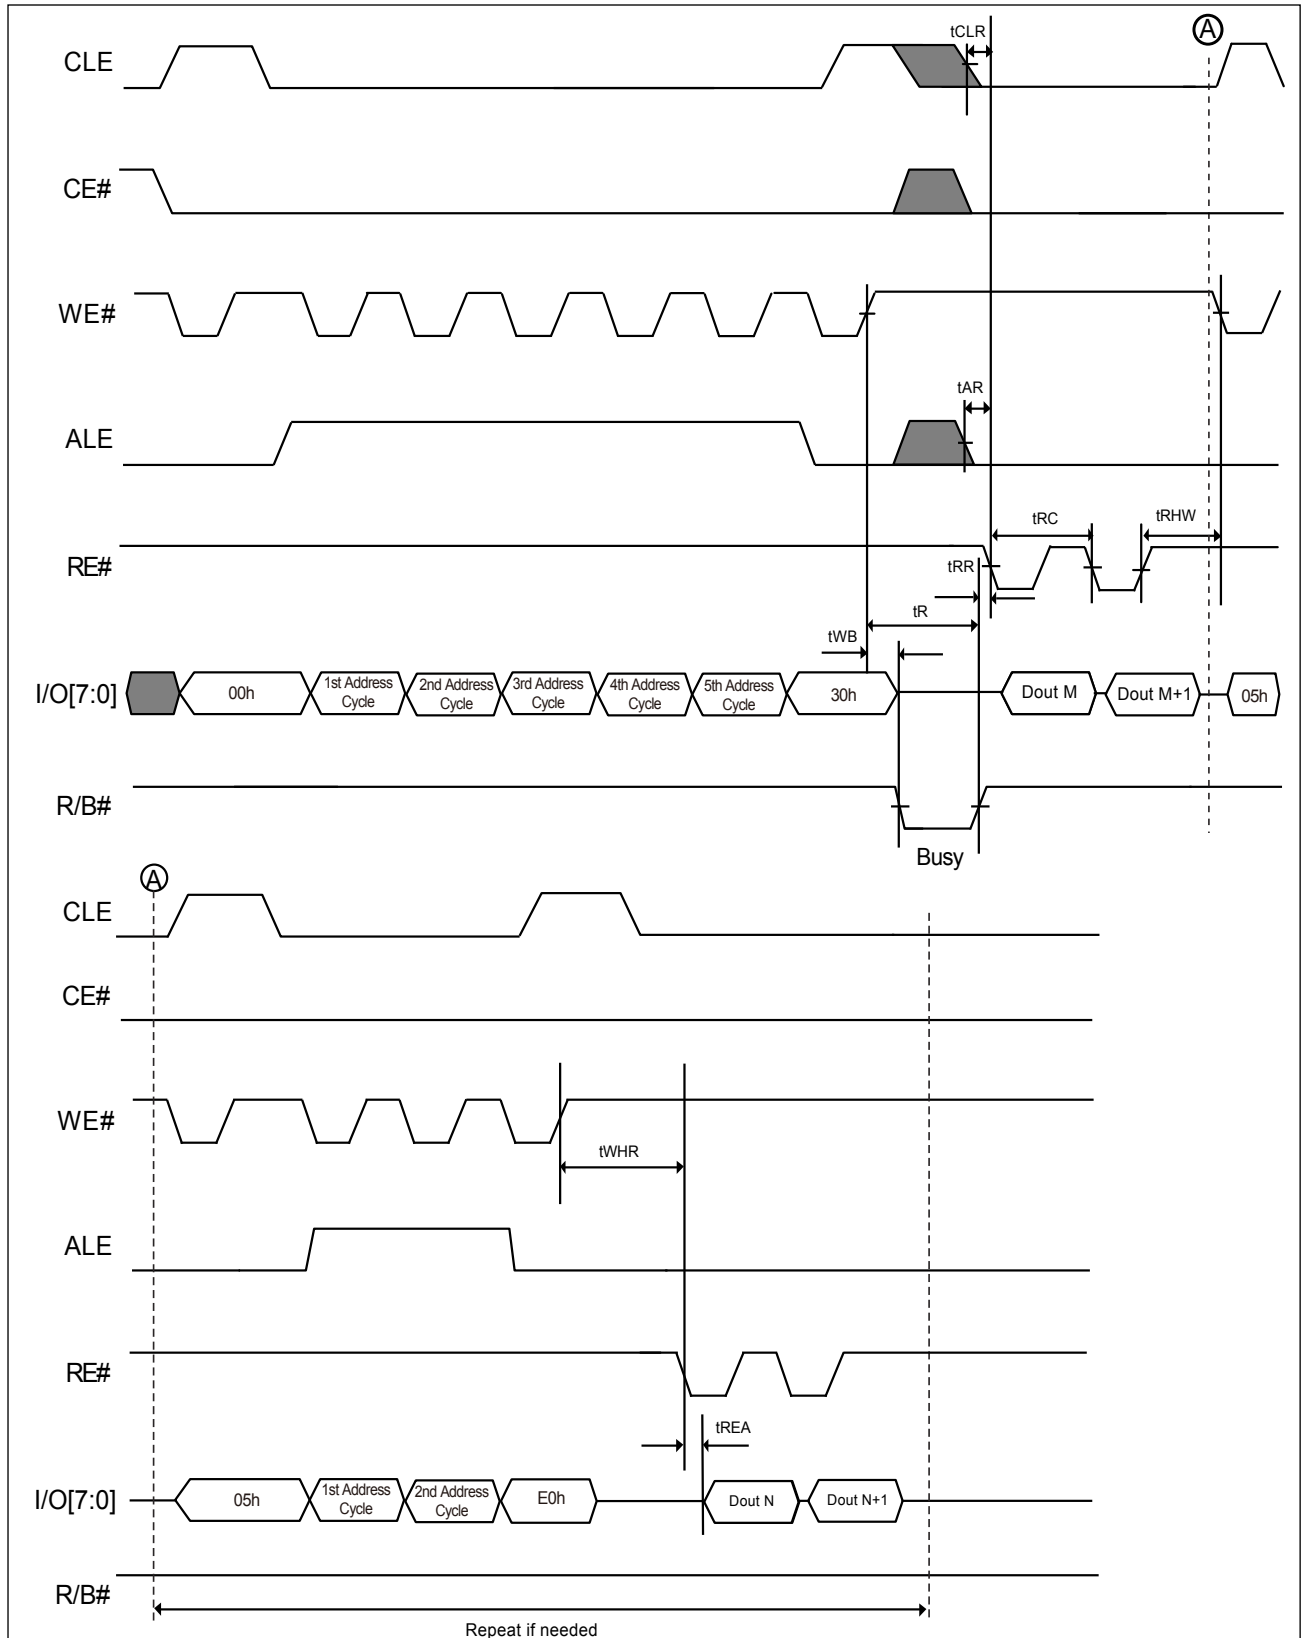 A
tCLR
CLE
CE#
WE#
tAR
ALE
tRC
tRHW
RE#
tRR
tR
tWB
I/O[7:0]
00h
1st Address
Cycle
2nd Address
Cycle
3rd Address
Cycle
4th Address
Cycle
5th Address
Cycle
30h
Dout M
Dout M+1
05h
R/B#
Busy
A
CLE
CE#
WE#
tWHR
ALE
RE#
tREA
I/O[7:0]
05h
1st Address
Cycle
2nd Address
Cycle
E0h
Dout N
Dout N+1
R/B#
Repeat if needed